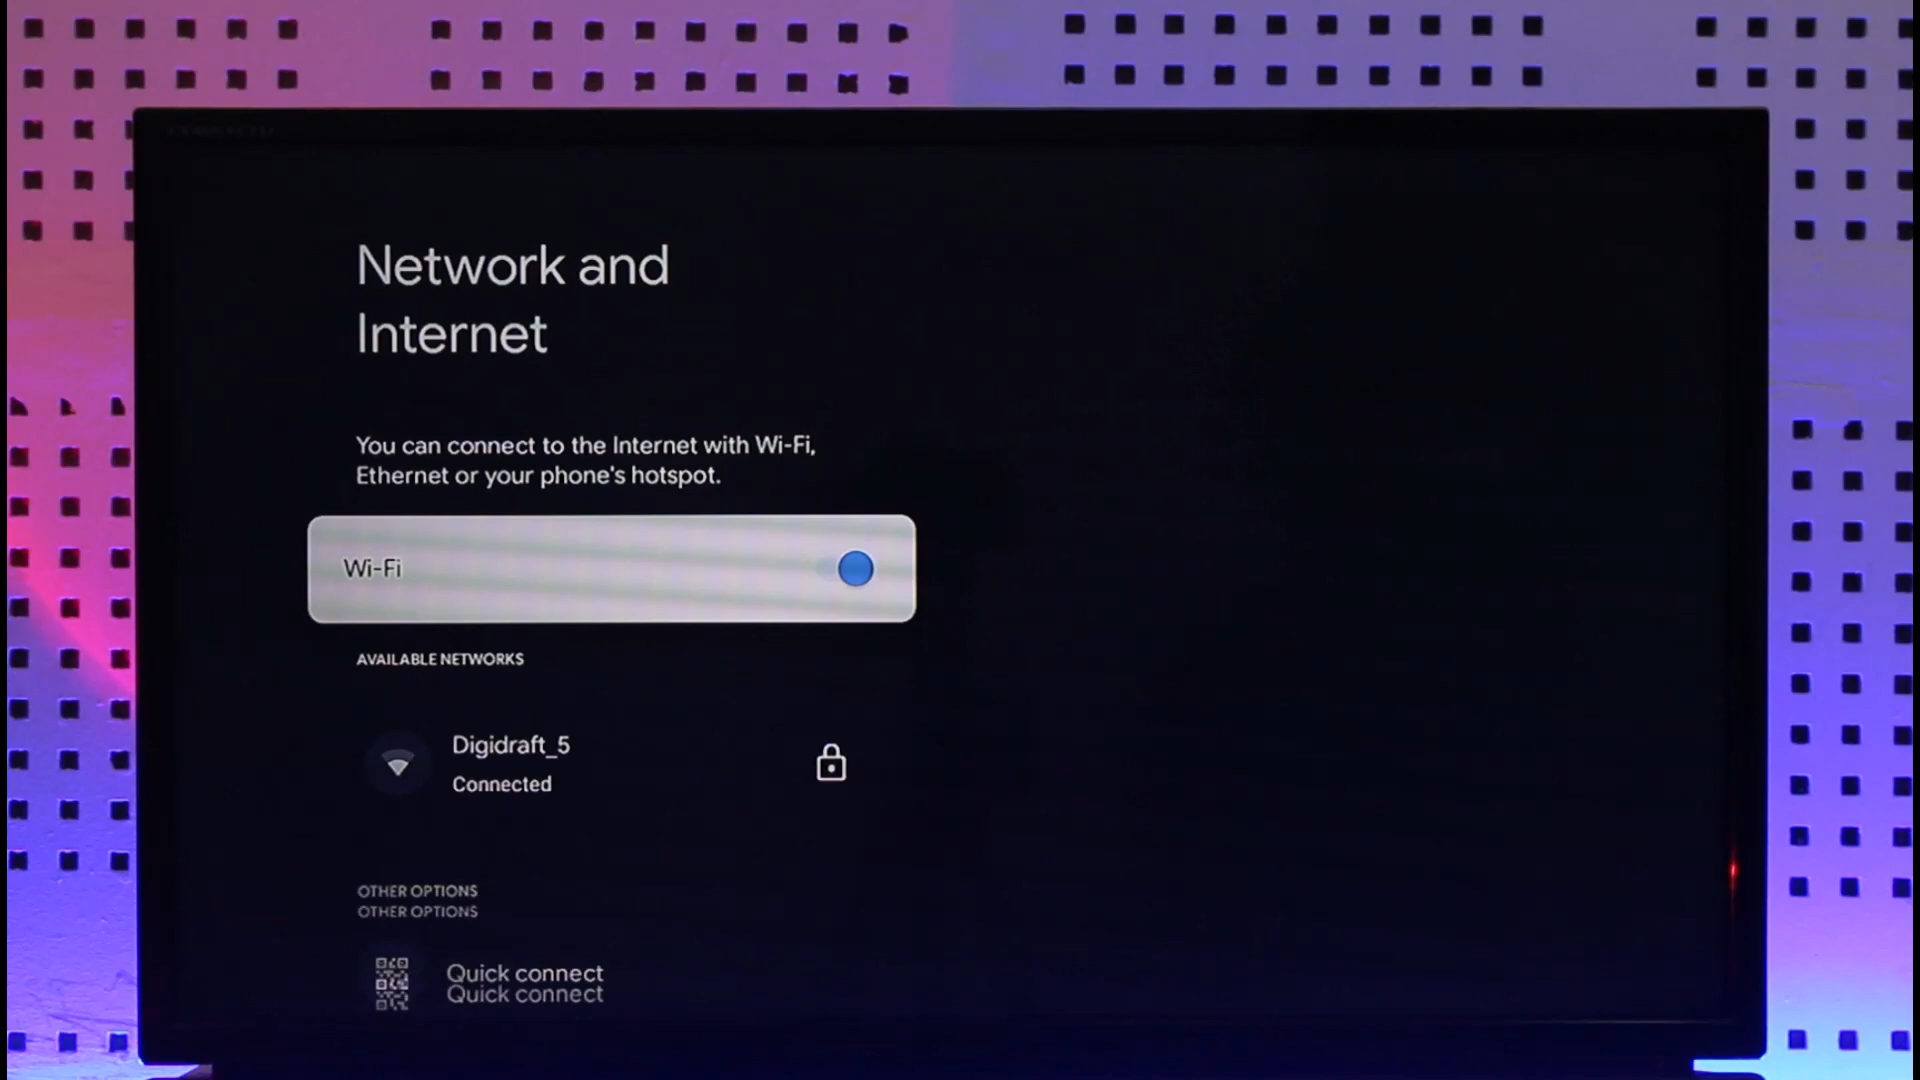 Network and
Internet
You can connect to the Internet with Wi-Fi,
Ethernet or your phone's hotspot.
Wi-Fi
AVAILABLE NETWORKS
Digidraft_5
Connected
OTHER OPTIONS
OTHER OPTIONS
Quick connect
Quick connect